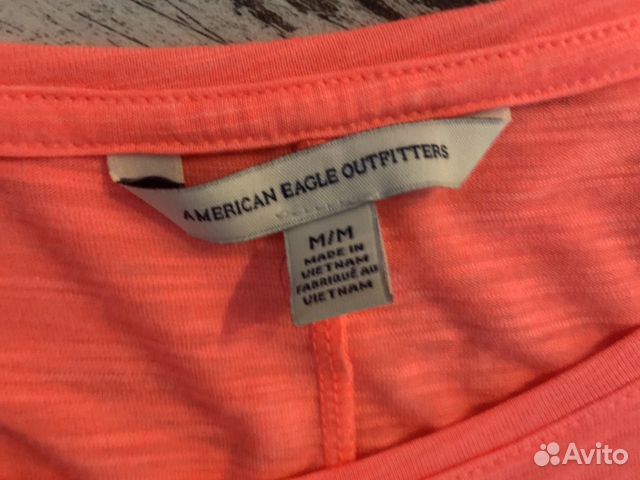 AMERICAN EAGLE OUTFITTERS
M/M
MADE IN
VIETNAM
FABRIQUÉ AU
VIETNAM
Avito